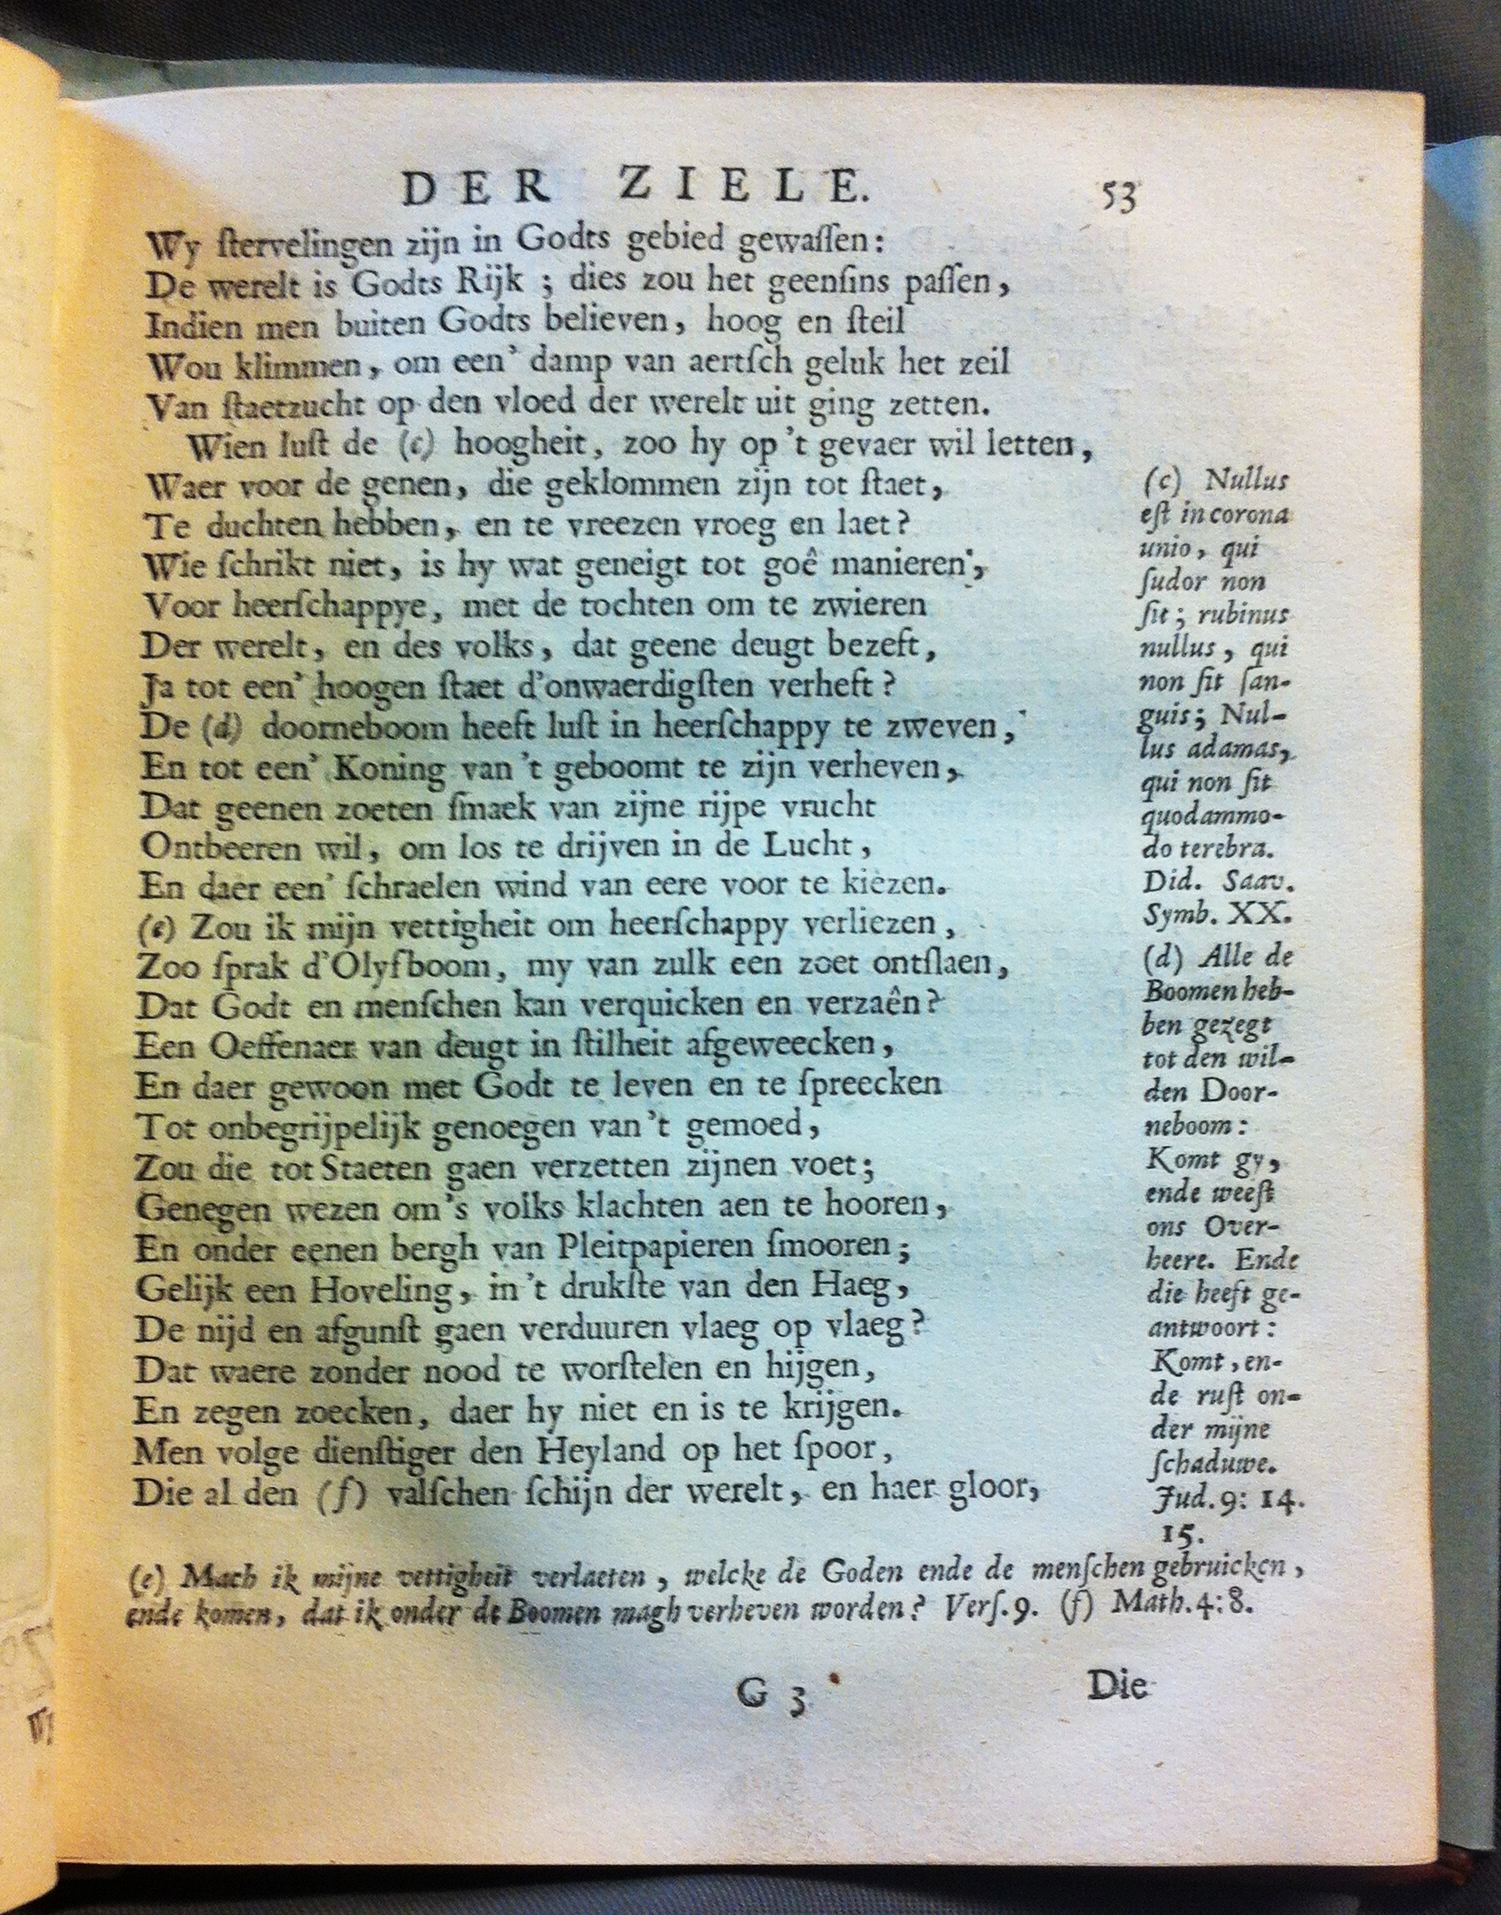 DER ZIELE. 53
Wy ſtervelingen zijn in Godts gebied gewaſſen:
De werelt is Godts Rijk ; dies zou het geenſins paſſen,
Indien men buiten Godts believen, hoog en ſteil
Wou klimmen, om een' damp van aertſch geluk het zeil
Van ſtaetzucht op den vloed der werelt uit ging zetten.
Wien luſt de (c) hoogheit, zoo hy op 't gevaer wil letten,
Waer voor de genen, die geklommen zijn tot ſtaet,
Te duchten hebben, en te vreezen vroeg en laet?
Wie ſchrikt niet, is hy wat geneigt tot goê manieren,
Voor heerſchappye, met de tochten om te zwieren
Der werelt, en des volks, dat geene deugt bezeft,
Ja tot een' hoogen ſtaet d'onwaerdigſten verheft?
De (d) doorneboom heeft luſt in heerſchappy te zweven,
En tot een' Koning van 't geboomt te zijn verheven,
Dat geenen zoeten ſmaek van zijne rijpe vrucht
Ontbeeren wil, om los te drijven in de Lucht,
En daer een' ſchraelen wind van eere voor te kiezen.
(e) Zou ik mijn vettigheit om heerſchappy verliezen,
Zoo ſprak d'Olyfboom, my van zulk een zoet ontſlaen,
Dat Godt en menſchen kan verquicken en verzaên?
Een Oeffenaer van deugt in ſtilheit afgeweecken,
En daer gewoon met Godt te leven en te ſpreecken
Tot onbegrijpelijk genoegen van 't gemoed,
Zou die tot Staeten gaen verzetten zijnen voet;
Genegen wezen om 's volks klachten aen te hooren,
En onder eenen bergh van Pleitpapieren ſmooren;
Gelijk een Hoveling, in 't drukſte van den Haeg,
De nijd en afgunſt gaen verduuren vlaeg op vlaeg?
Dat waere zonder nood te worſtelen en hijgen,
En zegen zoecken, daer hy niet en is te krijgen.
Men volge dienſtiger den Heyland op het ſpoor,
Die al den (f) valſchen ſchijn der werelt, en haer gloor,
(c) Nullus
eſt in corona
unio, qui
ſudor non
ſit; rubinus
nullus, qui
non ſit ſan-
guis; Nul-
lus adamas,
qui non ſit
quodammo-
do terebra.
Did. Saav.
Symb. XX.
(d) Alle de
Boomen heb-
ben gezegt
tot den wil-
den Door-
neboom:
Komt gy,
ende weeſt
ons Over-
heere. Ende
die heeft ge-
antwoort:
Komt, en-
de ruſt on-
der mijne
ſchaduwe.
Jud. 9: 14.
15.
(e) Mach ik mijne vettigheit verlaeten, welcke de Goden ende de menſchen gebruicken,
ende komen, dat ik onder de Boomen magh verheven worden? Verſ. 9. (f) Math. 4: 8.
G 3 Die